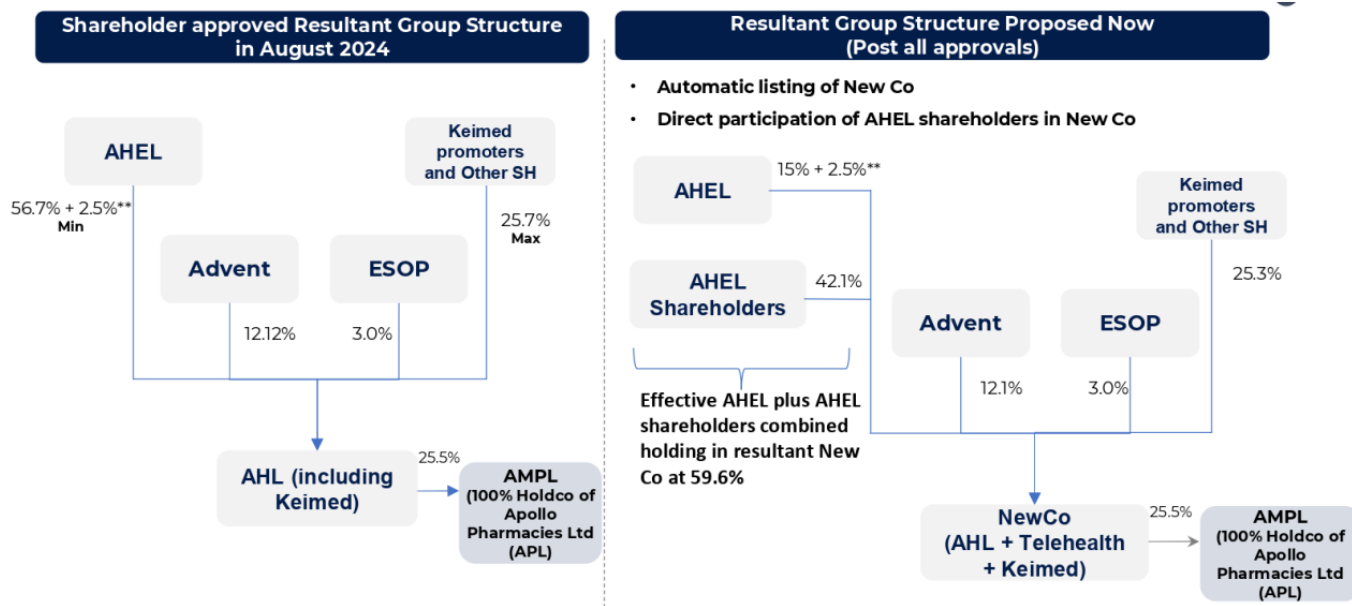 Shareholder approved Resultant Group Structure
in August 2024
AHEL
Keimed
promoters
and Other SH
56.7% + 2.5%**
Min
25.7%
Max
Advent
ESOP
12.12%
3.0%
AHL (including
Keimed)
25.5%
AMPL
(100% Holdco of
Apollo
Pharmacies Ltd
(APL)
Resultant Group Structure Proposed Now
(Post all approvals)
• Automatic listing of New Co
• Direct participation of AHEL shareholders in New Co
AHEL
15% + 2.5%**
Keimed
promoters
and Other SH
AHEL
Shareholders
42.1%
25.3%
Advent
ESOP
12.1%
3.0%
Effective AHEL plus AHEL
shareholders combined
holding in resultant New
Co at 59.6%
NewCo
(AHL + Telehealth
+ Keimed)
25.5%
AMPL
(100% Holdco of
Apollo
Pharmacies Ltd
(APL)